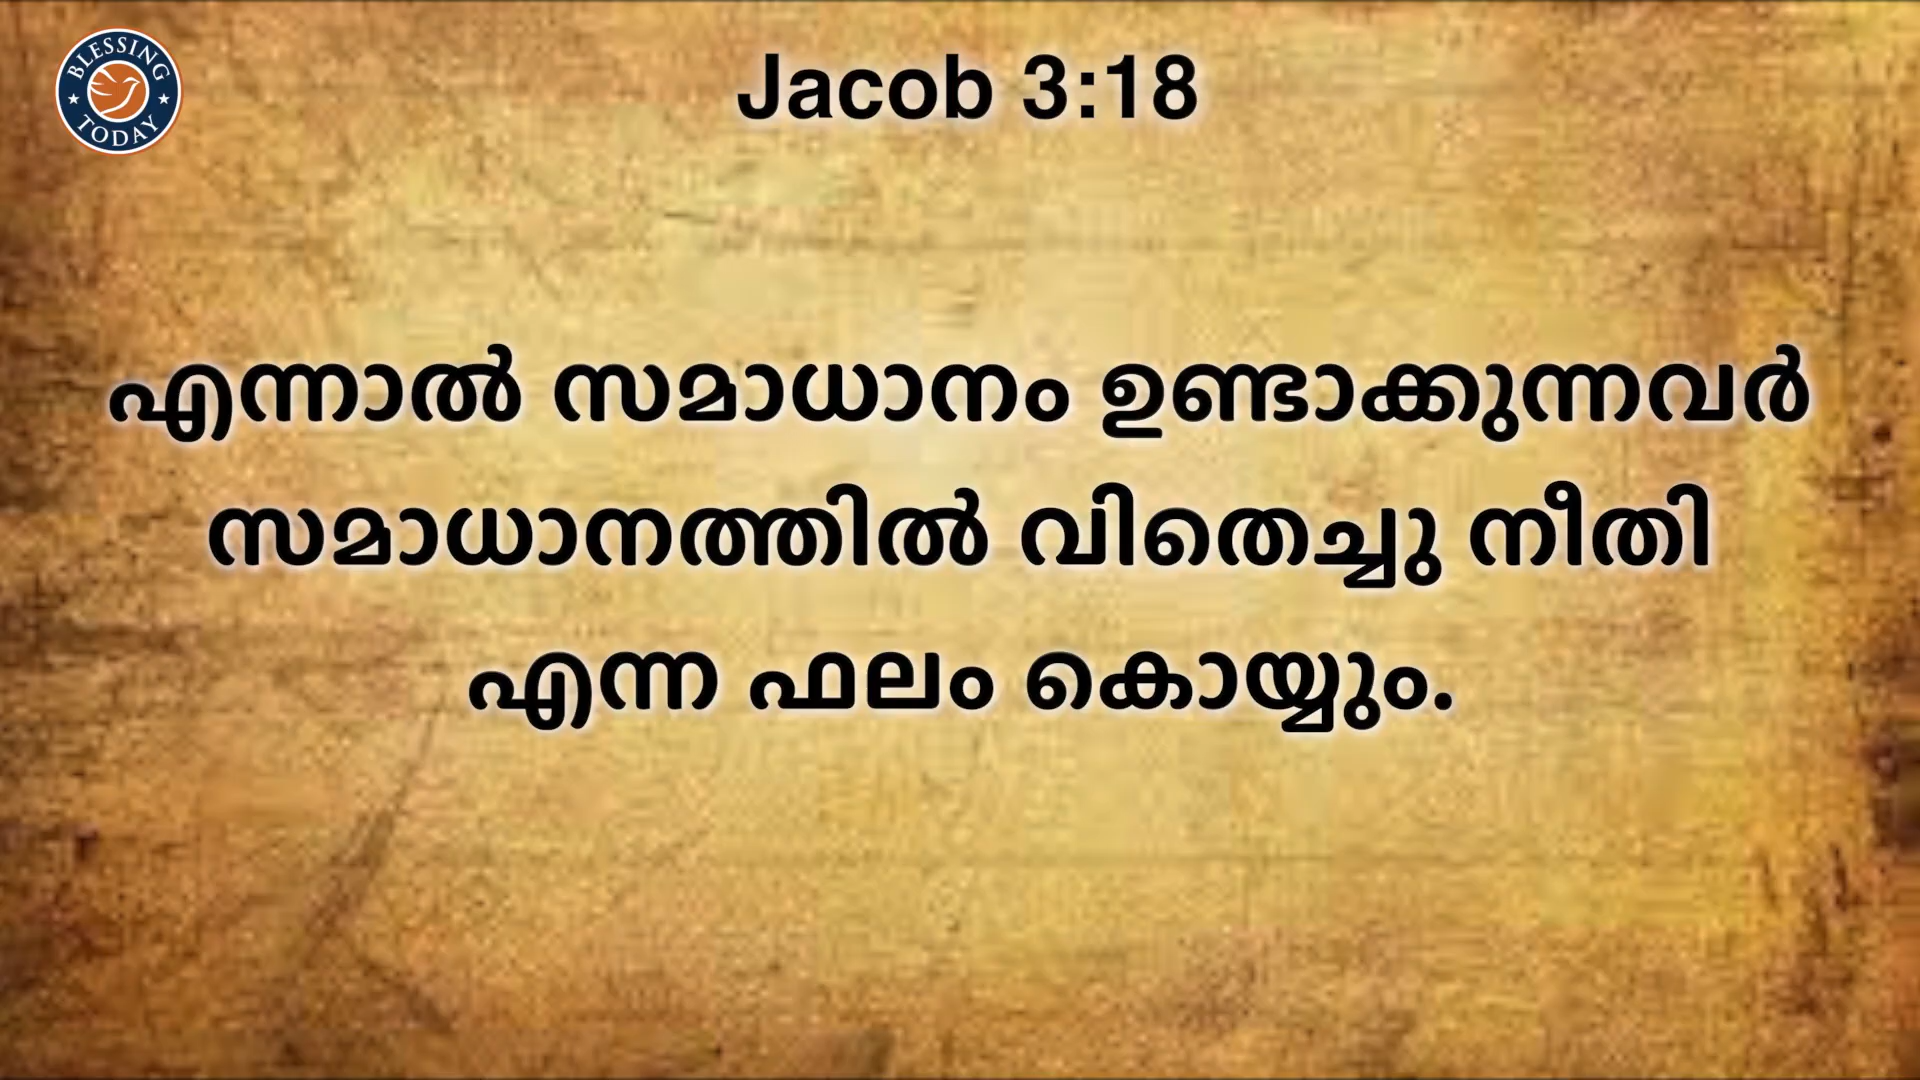 BLESSING TODAY
Jacob 3:18
എന്നാൽ സമാധാനം ഉണ്ടാക്കുന്നവർ
സമാധാനത്തിൽ വിതെച്ചു നീതി
എന്ന ഫലം കൊയ്യും.